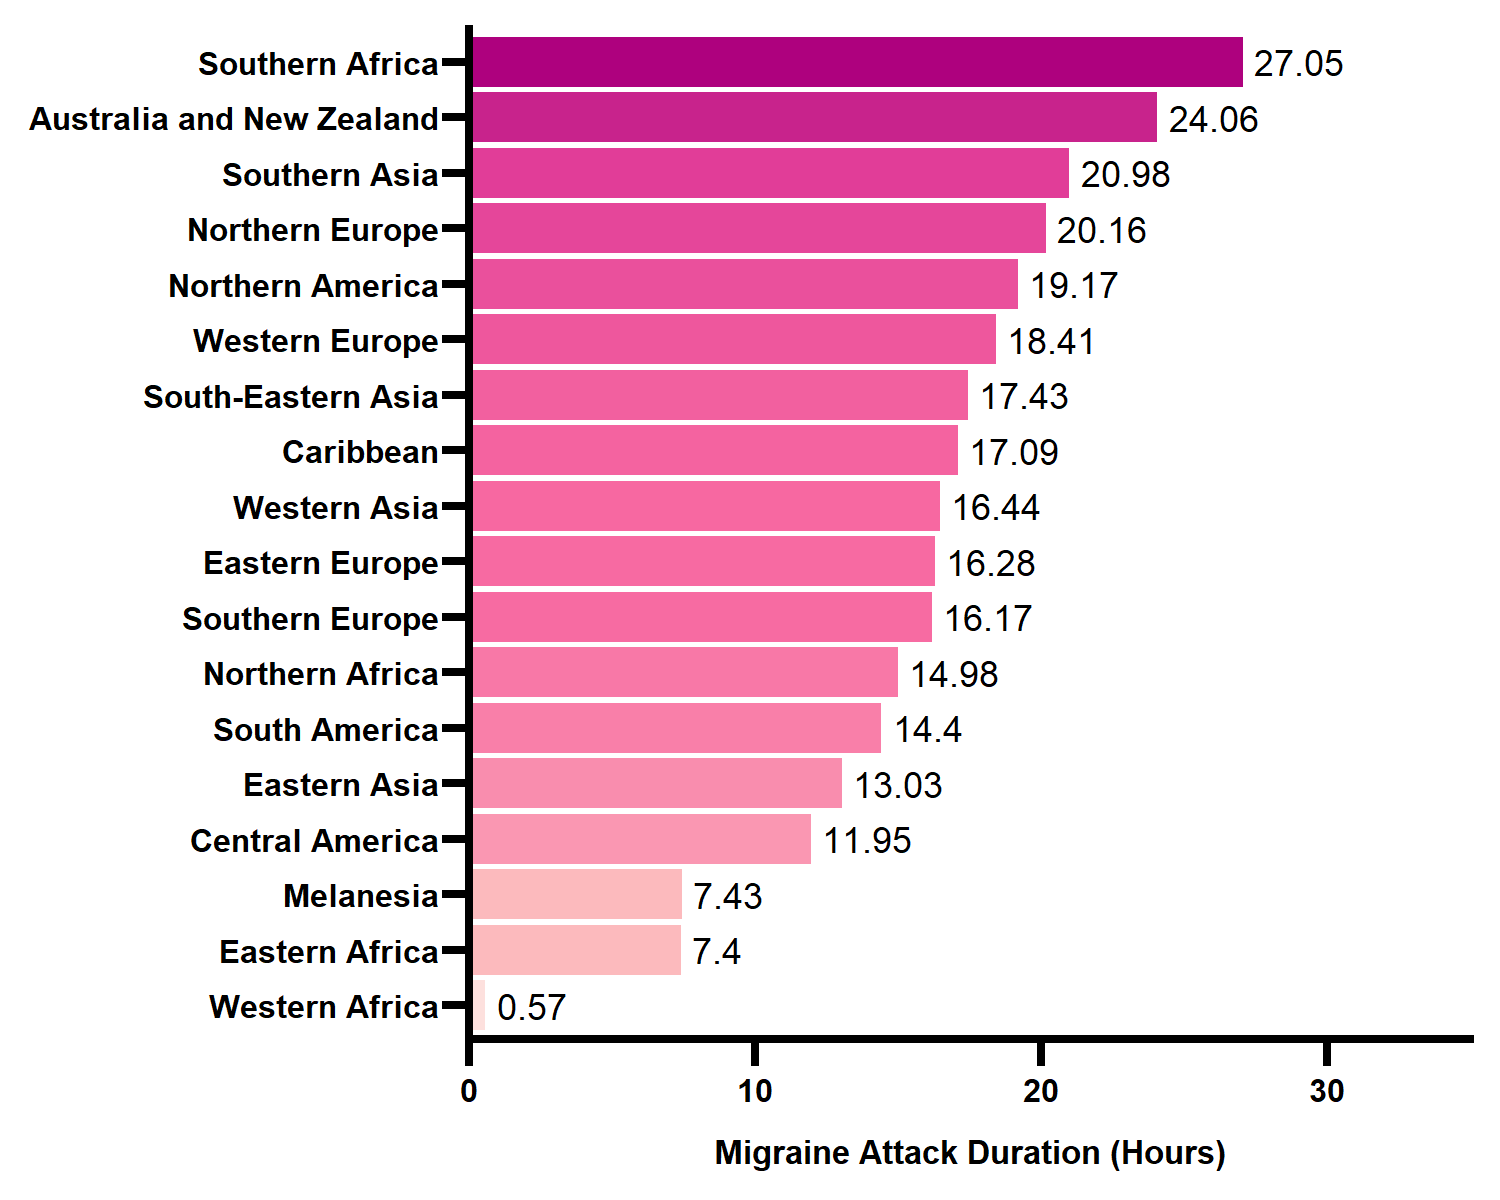 Southern Africa 27.05
Australia and New Zealand 24.06
Southern Asia 20.98
Northern Europe 20.16
Northern America 19.17
Western Europe 18.41
South-Eastern Asia 17.43
Caribbean 17.09
Western Asia 16.44
Eastern Europe 16.28
Southern Europe 16.17
Northern Africa 14.98
South America 14.4
Eastern Asia 13.03
Central America 11.95
Melanesia 7.43
Eastern Africa 7.4
Western Africa 0.57
0 10 20 30
Migraine Attack Duration (Hours)